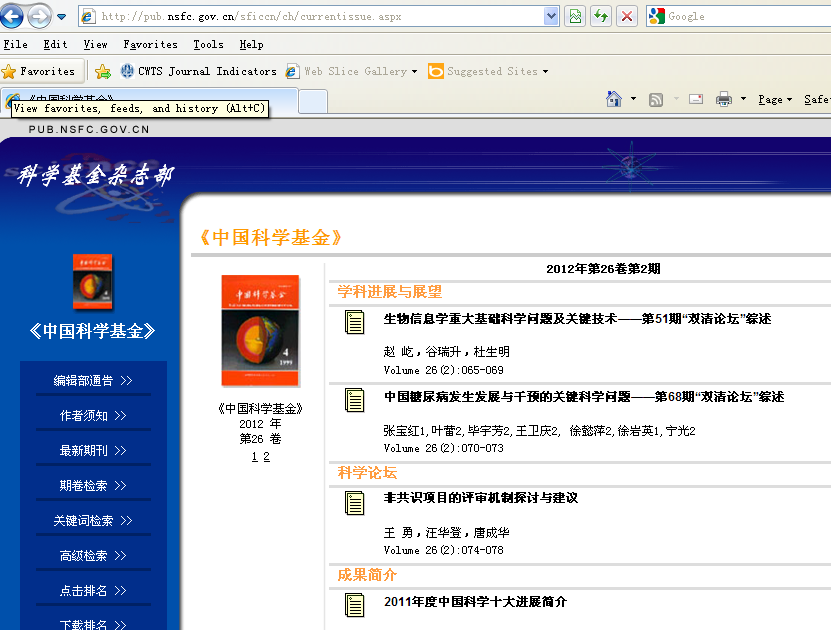 http://pub.nsfc.gov.cn/sficcn/ch/currentissue.aspx
Google
File Edit View Favorites Tools Help
Favorites CWTS Journal Indicators Web Slice Gallery Suggested Sites
《中国科学基金》
View favorites, feeds, and history (Alt+C)
Page Safe
PUB.NSFC.GOV.CN
科学基金杂志部
《中国科学基金》
编辑部通告 >>
作者须知 >>
最新期刊 >>
期卷检索 >>
关键词检索 >>
高级检索 >>
点击排名 >>
下载排名 >>
《中国科学基金》
中国科学基金
4
1999
《中国科学基金》
2012 年
第26 卷
1 2
2012年第26卷第2期
学科进展与展望
生物信息学重大基础科学问题及关键技术——第51期“双清论坛”综述
赵 屹,谷瑞升,杜生明
Volume 26(2):065-069
中国糖尿病发生发展与干预的关键科学问题——第68期“双清论坛”综述
张宝红1,叶蕾2,毕宇芳2,王卫庆2, 徐懿萍2,徐岩英1,宁光2
Volume 26(2):070-073
科学论坛
非共识项目的评审机制探讨与建议
王 勇,汪华登,唐成华
Volume 26(2):074-078
成果简介
2011年度中国科学十大进展简介